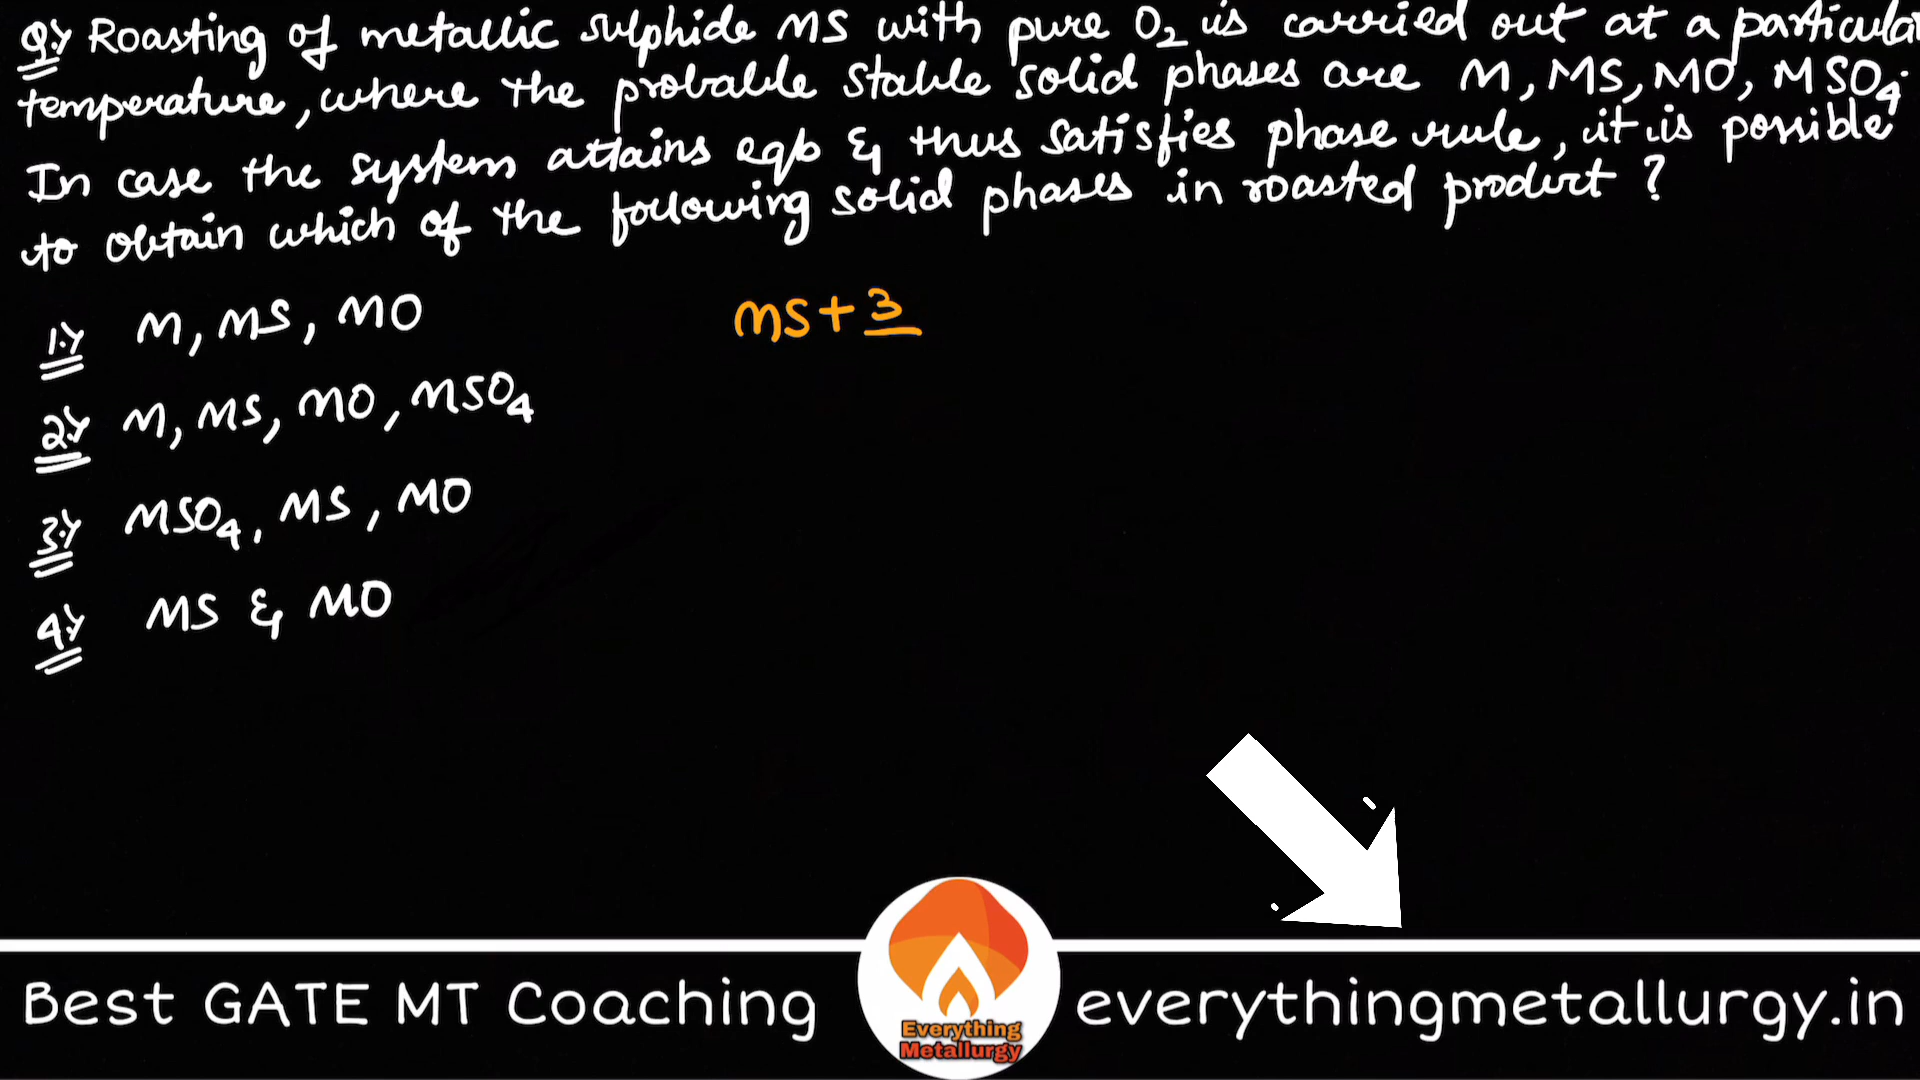 Q.} Roasting of metallic sulphide MS with pure O₂ is carried out at a particular
temperature, where the probable stable solid phases are M, MS, MO, MSO₄.
In case the system attains eqb & thus satisfies phase rule, it is possible
to obtain which of the following solid phases in roasted product ?
1.} M, MS, MO
MS + 3
2.} M, MS, MO, MSO₄
3.} MSO₄, MS, MO
4.} MS & MO
Everything
Metallurgy
Best GATE MT Coaching
everythingmetallurgy.in